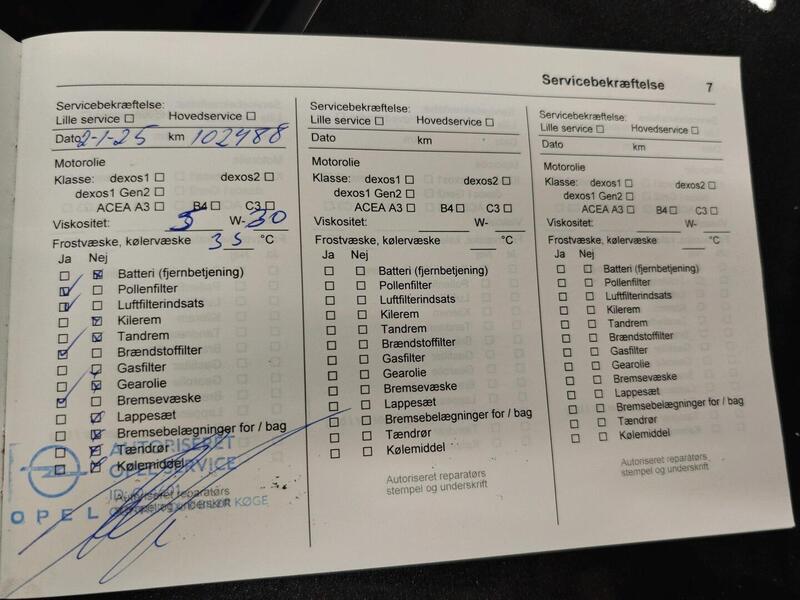 Servicebekræftelse 7
Servicebekræftelse:
Lille service ☐ Hovedservice ☐
Dato 2-1-25 km 102488
Motorolie
Klasse: dexos1 ☐ dexos2 ☐
dexos1 Gen2 ☐
ACEA A3 ☐ B4 ☐ C3 ☐
Viskositet: 5 W- 30
Frostvæske, kølervæske 35 °C
Ja Nej
Batteri (fjernbetjening)
Pollenfilter
Luftfilterindsats
Kilerem
Tandrem
Brændstoffilter
Gasfilter
Gearolie
Bremsevæske
Lappesæt
Bremsebelægninger for / bag
Tændrør
Kølemiddel
AUTORISERET
OPEL SERVICE
Autoriseret reparatørs
stempel og underskrift
OPEL
KØGE
Servicebekræftelse:
Lille service ☐ Hovedservice ☐
Dato km
Motorolie
Klasse: dexos1 ☐ dexos2 ☐
dexos1 Gen2 ☐
ACEA A3 ☐ B4 ☐ C3 ☐
Viskositet: W-
Frostvæske, kølervæske °C
Ja Nej
☐ ☐ Batteri (fjernbetjening)
☐ ☐ Pollenfilter
☐ ☐ Luftfilterindsats
☐ ☐ Kilerem
☐ ☐ Tandrem
☐ ☐ Brændstoffilter
☐ ☐ Gasfilter
☐ ☐ Gearolie
☐ ☐ Bremsevæske
☐ ☐ Lappesæt
☐ ☐ Bremsebelægninger for / bag
☐ ☐ Tændrør
☐ ☐ Kølemiddel
Autoriseret reparatørs
stempel og underskrift
Servicebekræftelse:
Lille service ☐ Hovedservice ☐
Dato km
Motorolie
Klasse: dexos1 ☐ dexos2 ☐
dexos1 Gen2 ☐
ACEA A3 ☐ B4 ☐ C3 ☐
Viskositet: W-
Frostvæske, kølervæske °C
Ja Nej
☐ ☐ Batteri (fjernbetjening)
☐ ☐ Pollenfilter
☐ ☐ Luftfilterindsats
☐ ☐ Kilerem
☐ ☐ Tandrem
☐ ☐ Brændstoffilter
☐ ☐ Gasfilter
☐ ☐ Gearolie
☐ ☐ Bremsevæske
☐ ☐ Lappesæt
☐ ☐ Bremsebelægninger for / bag
☐ ☐ Tændrør
☐ ☐ Kølemiddel
Autoriseret reparatørs
stempel og underskrift